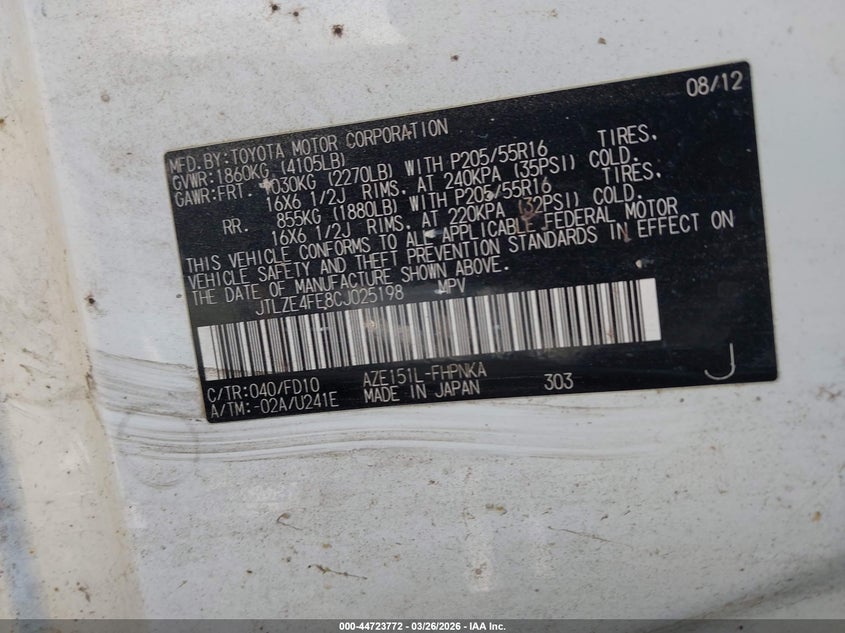 08/12
MFD.BY:TOYOTA MOTOR CORPORATION
GVWR:1860KG (4105LB)
GAWR:FRT. 1030KG (2270LB) WITH P205/55R16 TIRES.
16X6 1/2J RIMS. AT 240KPA (35PSI) COLD.
RR. 855KG (1880LB) WITH P205/55R16 TIRES.
16X6 1/2J RIMS. AT 220KPA (32PSI) COLD.
THIS VEHICLE CONFORMS TO ALL APPLICABLE FEDERAL MOTOR
VEHICLE SAFETY AND THEFT PREVENTION STANDARDS IN EFFECT ON
THE DATE OF MANUFACTURE SHOWN ABOVE.
JTLZE4FE8CJ025198 MPV
C/TR:040/FD10 AZE151L-FHPNKA
A/TM:-02A/U241E MADE IN JAPAN 303 J
000-44723772 — 03/26/2026 — IAA Inc.